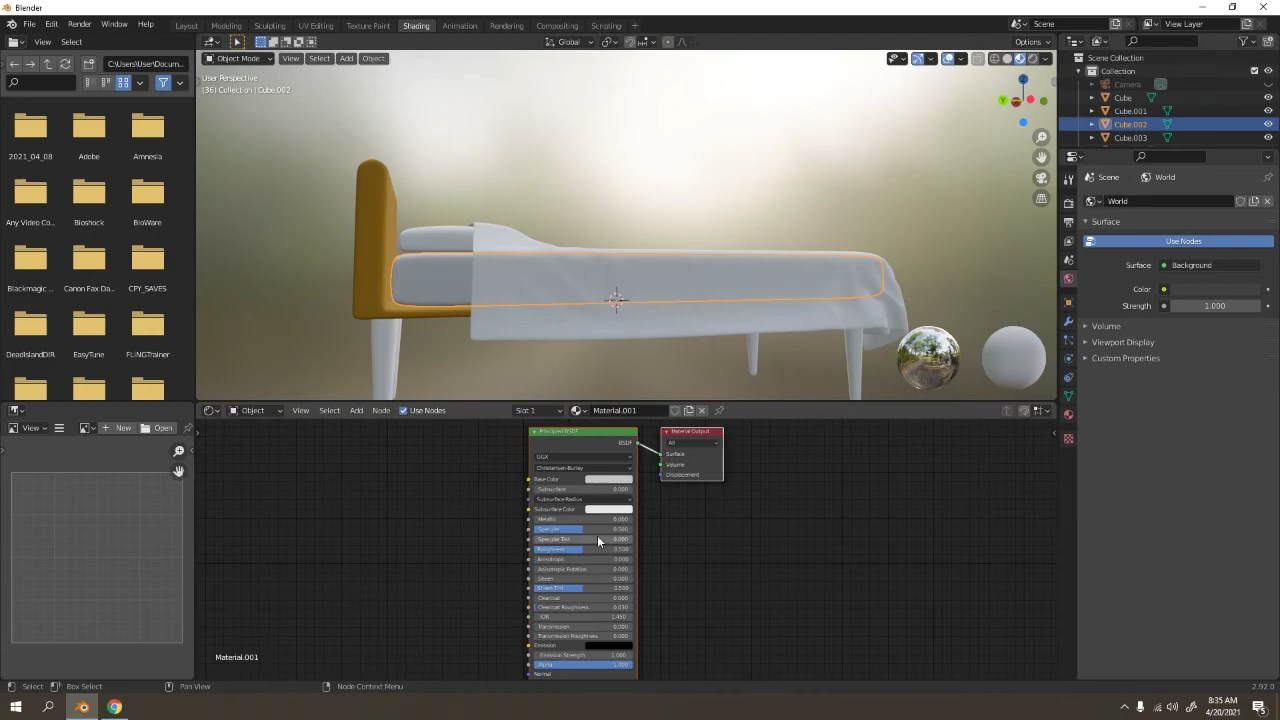 Blender
File Edit Render Window Help Layout Modeling Sculpting UV Editing Texture Paint Shading Animation Rendering Compositing Scripting + Scene View Layer
View Select Global Options
C:\Users\User\Docum... Object Mode View Select Add Object
User Perspective
(36) Collection | Cube.002
Scene Collection
Collection
Camera
Cube
Cube.001
Cube.002
Cube.003
2021_04_08 Adobe Amnesia
Any Video Co... Bioshock BioWare
Blackmagic ... Canon Fax Da... CPY_SAVES
DeadIslandDIR EasyTune FLiNGTrainer
X
Y
Z
Scene World
World
Surface
Use Nodes
Surface Background
Color
Strength 1.000
Volume
Viewport Display
Custom Properties
View New Open
Object View Select Add Node Use Nodes Slot 1 Material.001
Principled BSDF
BSDF
GGX
Christensen-Burley
Base Color
Subsurface 0.000
Subsurface Radius
Subsurface Color
Metallic 0.000
Specular 0.500
Specular Tint 0.000
Roughness 0.500
Anisotropic 0.000
Anisotropic Rotation 0.000
Sheen 0.000
Sheen Tint 0.500
Clearcoat 0.000
Clearcoat Roughness 0.030
IOR 1.450
Transmission 0.000
Transmission Roughness 0.000
Emission
Emission Strength 1.000
Alpha 1.000
Normal
Material Output
All
Surface
Volume
Displacement
Material.001
Select Box Select Pan View Node Context Menu 2.92.0
8:35 AM
4/20/2021